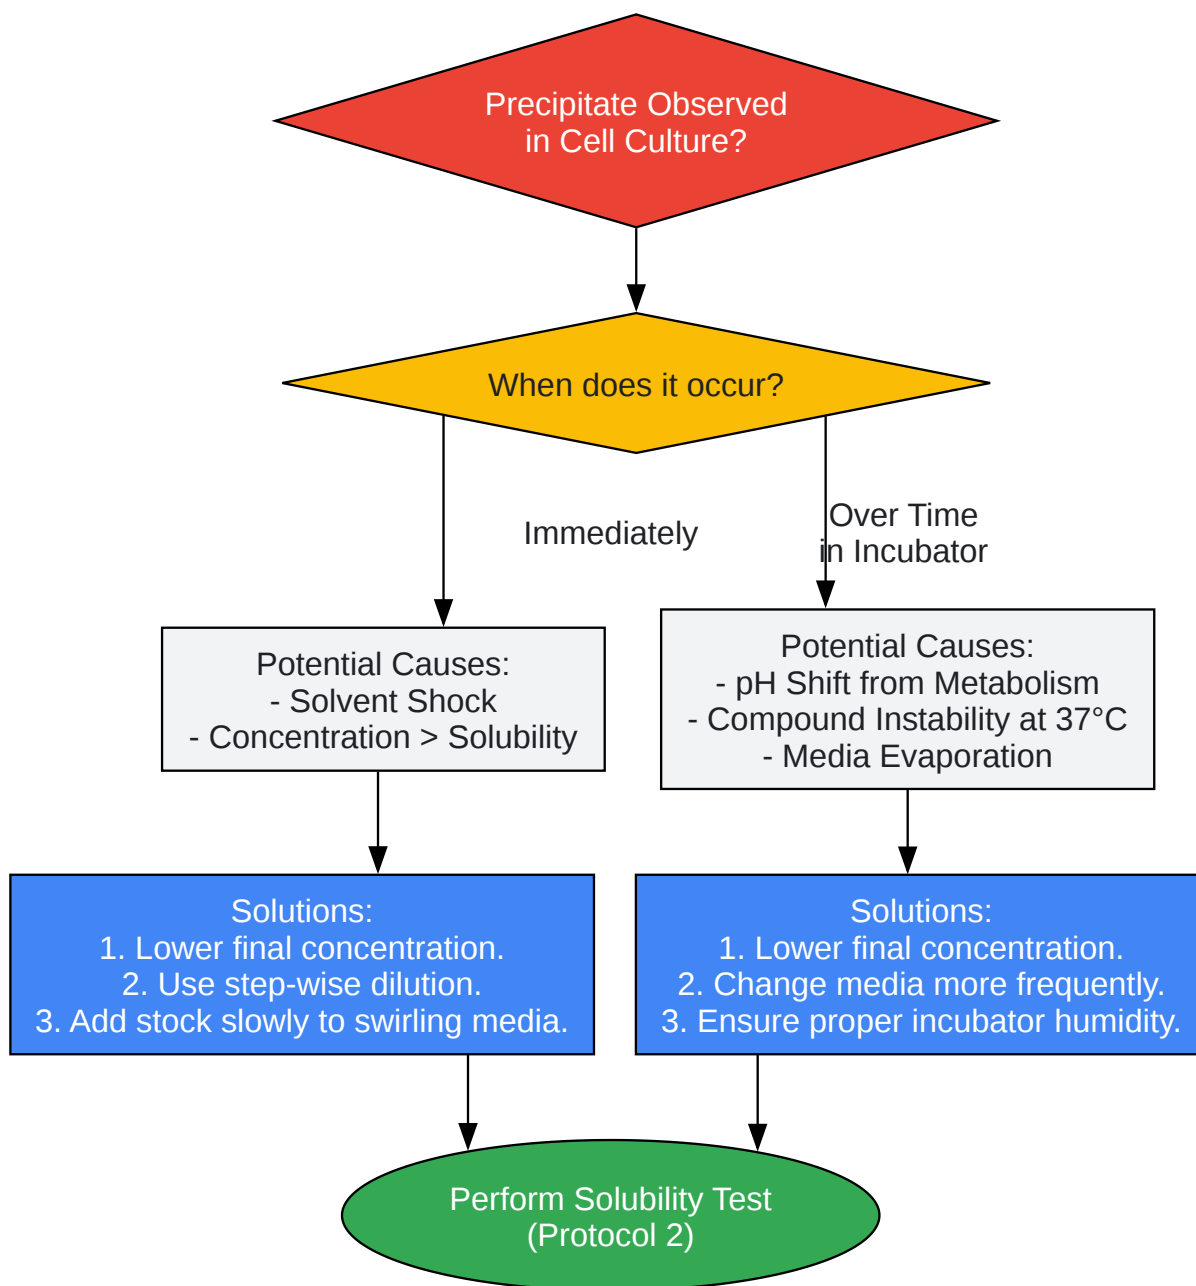 Precipitate Observed
in Cell Culture?
When does it occur?
Immediately
Over Time
in Incubator
Potential Causes:
- Solvent Shock
- Concentration > Solubility
Potential Causes:
- pH Shift from Metabolism
- Compound Instability at 37°C
- Media Evaporation
Solutions:
1. Lower final concentration.
2. Use step-wise dilution.
3. Add stock slowly to swirling media.
Solutions:
1. Lower final concentration.
2. Change media more frequently.
3. Ensure proper incubator humidity.
Perform Solubility Test
(Protocol 2)